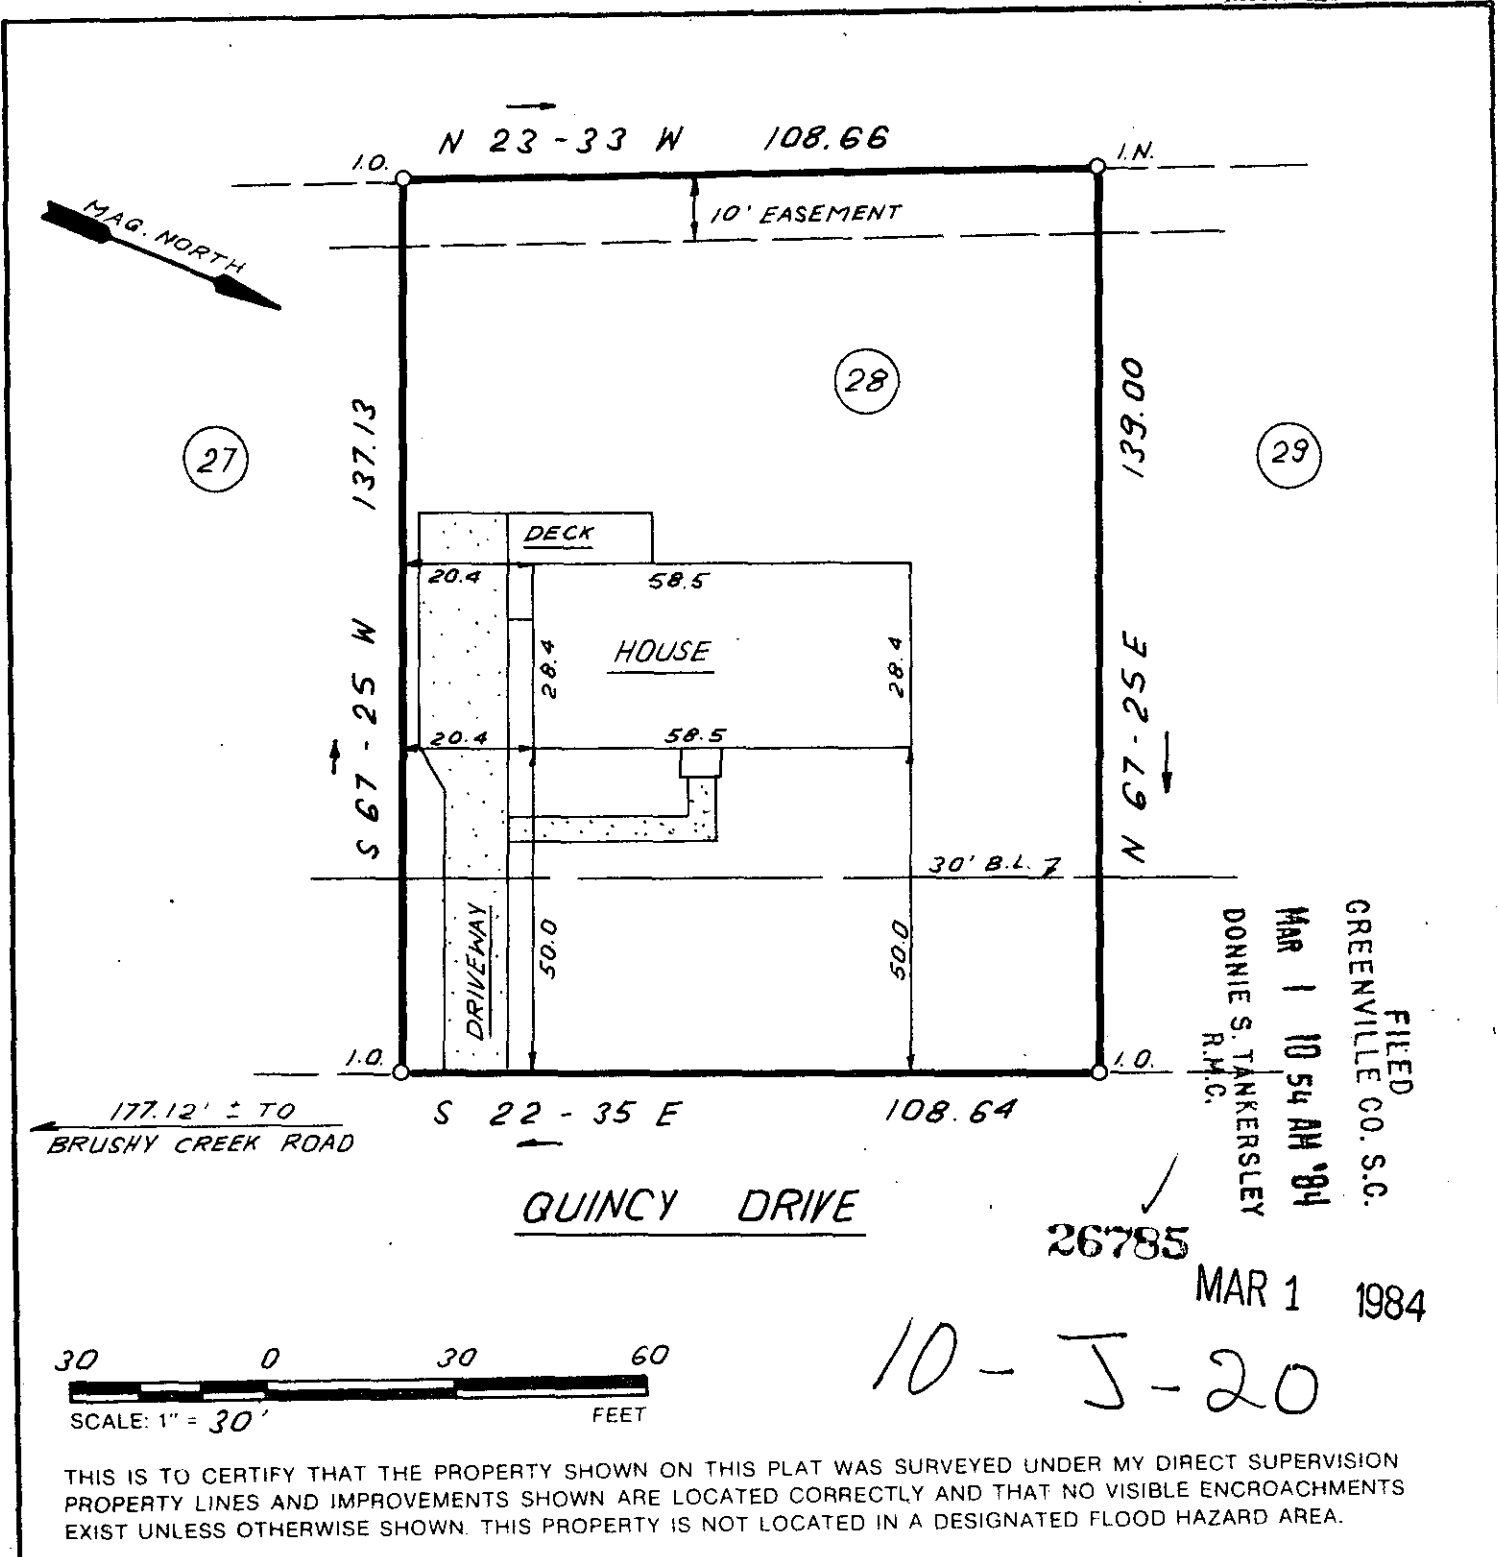 N 23-33 W 108.66
I.O.
I.N.
MAG. NORTH
10' EASEMENT
28
27
29
137.13
139.00
DECK
20.4
58.5
HOUSE
28.4
28.4
S 67-25 W
N 67-25 E
20.4
58.5
30' B.L.
DRIVEWAY
50.0
50.0
I.O.
I.O.
S 22-35 E 108.64
177.12' ± TO
BRUSHY CREEK ROAD
QUINCY DRIVE
FILED
GREENVILLE CO. S.C.
MAR 1 10 54 AM '84
DONNIE S. TANKERSLEY
R.M.C.
26785
MAR 1 1984
10-J-20
30 0 30 60
SCALE: 1" = 30'
FEET
THIS IS TO CERTIFY THAT THE PROPERTY SHOWN ON THIS PLAT WAS SURVEYED UNDER MY DIRECT SUPERVISION
PROPERTY LINES AND IMPROVEMENTS SHOWN ARE LOCATED CORRECTLY AND THAT NO VISIBLE ENCROACHMENTS
EXIST UNLESS OTHERWISE SHOWN. THIS PROPERTY IS NOT LOCATED IN A DESIGNATED FLOOD HAZARD AREA.